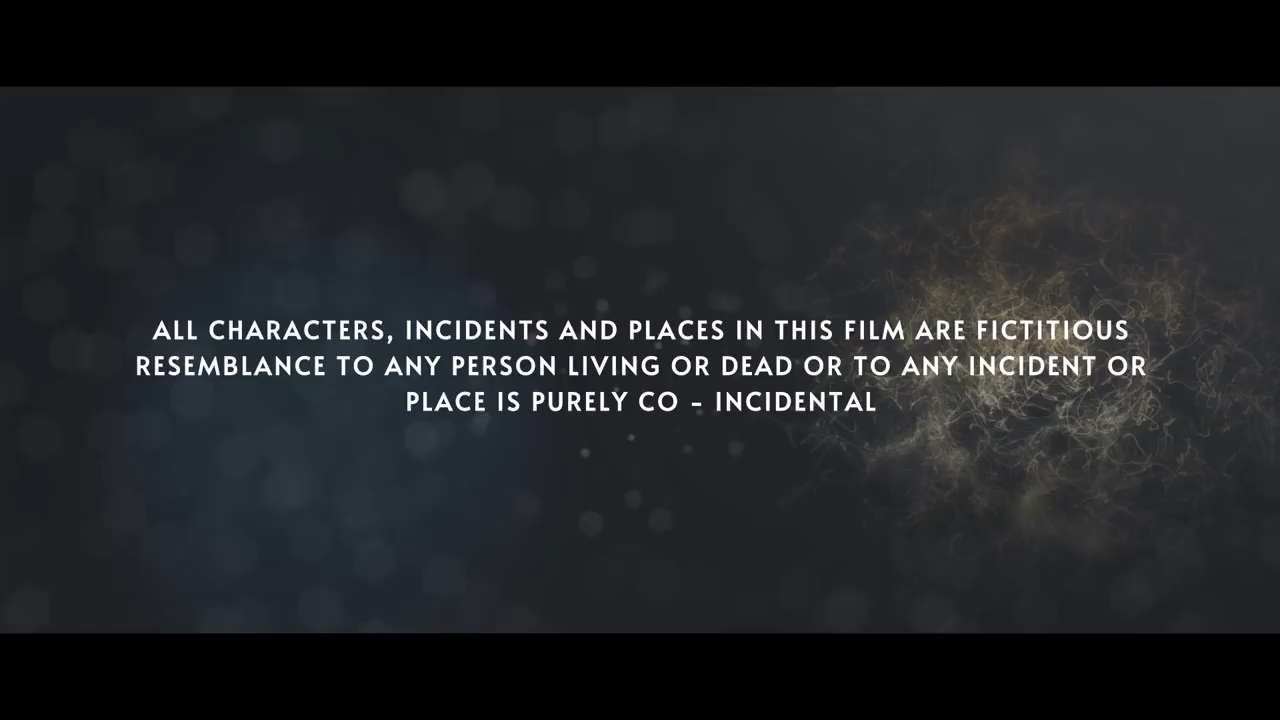 ALL CHARACTERS, INCIDENTS AND PLACES IN THIS FILM ARE FICTITIOUS
RESEMBLANCE TO ANY PERSON LIVING OR DEAD OR TO ANY INCIDENT OR
PLACE IS PURELY CO - INCIDENTAL